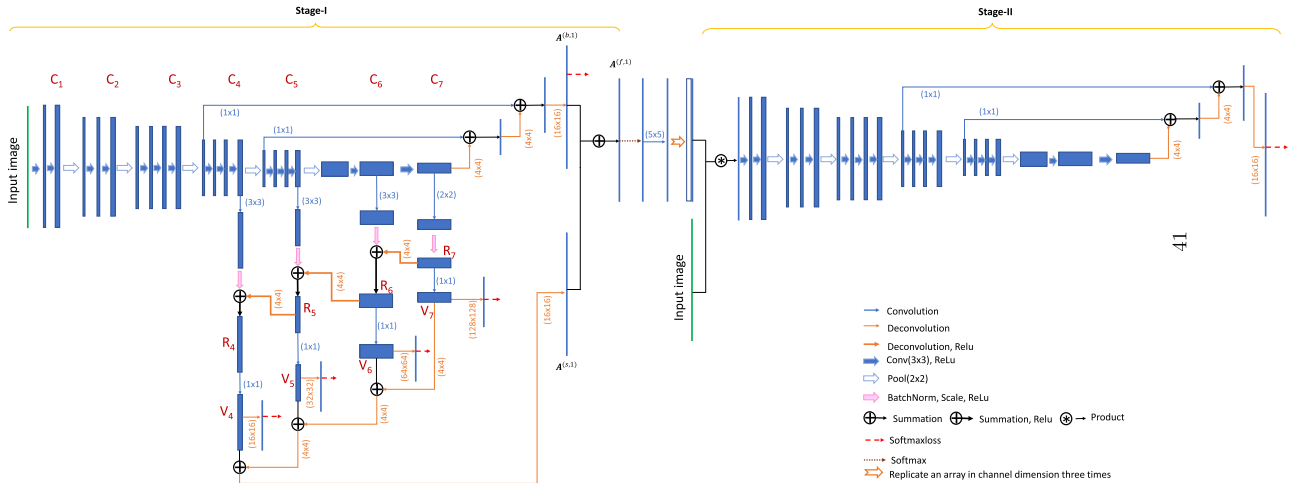 Stage-I
Stage-II
A^(b,1)
A^(f,1)
C1 C2 C3 C4 C5 C6 C7
Input image
(1x1)
(1x1)
(4x4)
(4x4)
(16x16)
(5x5)
(1x1)
(1x1)
(4x4)
(4x4)
(16x16)
(3x3)
(3x3)
(3x3)
(2x2)
(4x4)
(4x4)
(4x4)
R7
R6
R5
R4
(1x1)
(1x1)
(1x1)
(1x1)
V7
V6
V5
V4
(128x128)
(64x64)
(32x32)
(16x16)
(4x4)
(4x4)
(4x4)
(16x16)
A^(s,1)
Input image
41
Convolution
Deconvolution
Deconvolution, Relu
Conv(3x3), ReLu
Pool(2x2)
BatchNorm, Scale, ReLu
Summation
Summation, Relu
Product
Softmaxloss
Softmax
Replicate an array in channel dimension three times